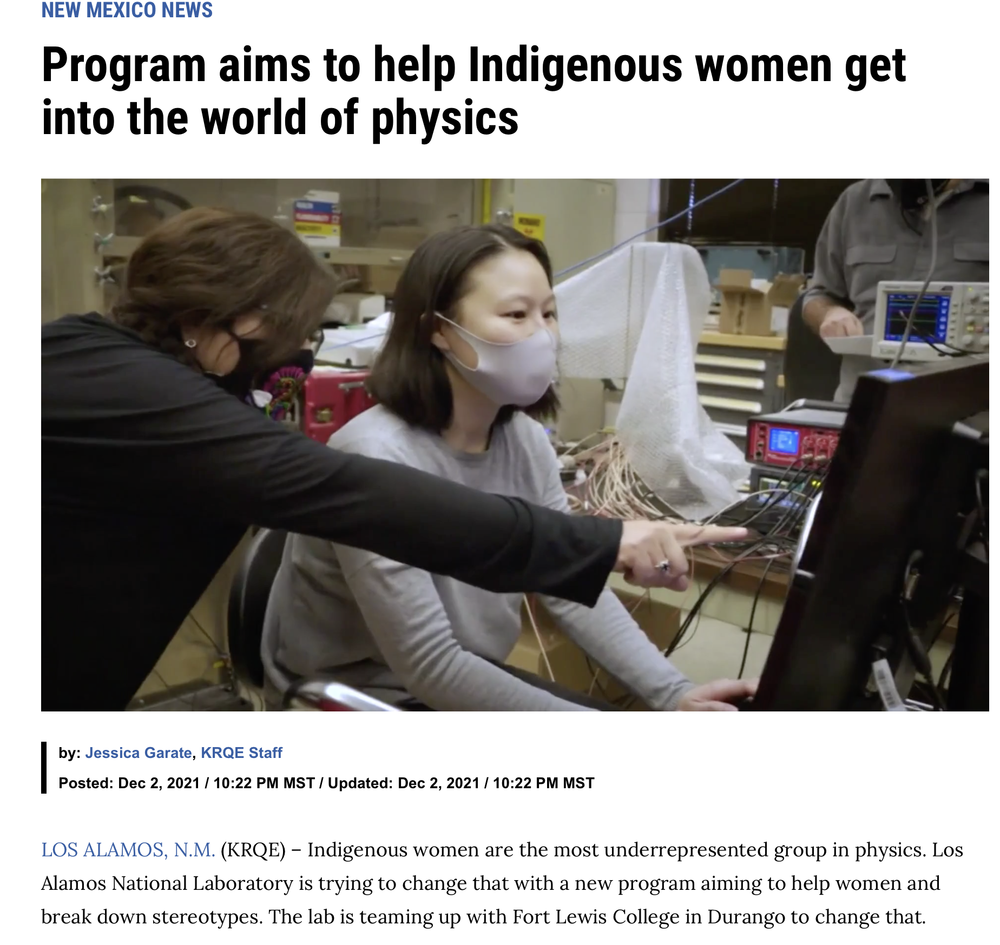 NEW MEXICO NEWS
Program aims to help Indigenous women get
into the world of physics
by: Jessica Garate, KRQE Staff
Posted: Dec 2, 2021 / 10:22 PM MST / Updated: Dec 2, 2021 / 10:22 PM MST
LOS ALAMOS, N.M. (KRQE) – Indigenous women are the most underrepresented group in physics. Los
Alamos National Laboratory is trying to change that with a new program aiming to help women and
break down stereotypes. The lab is teaming up with Fort Lewis College in Durango to change that.